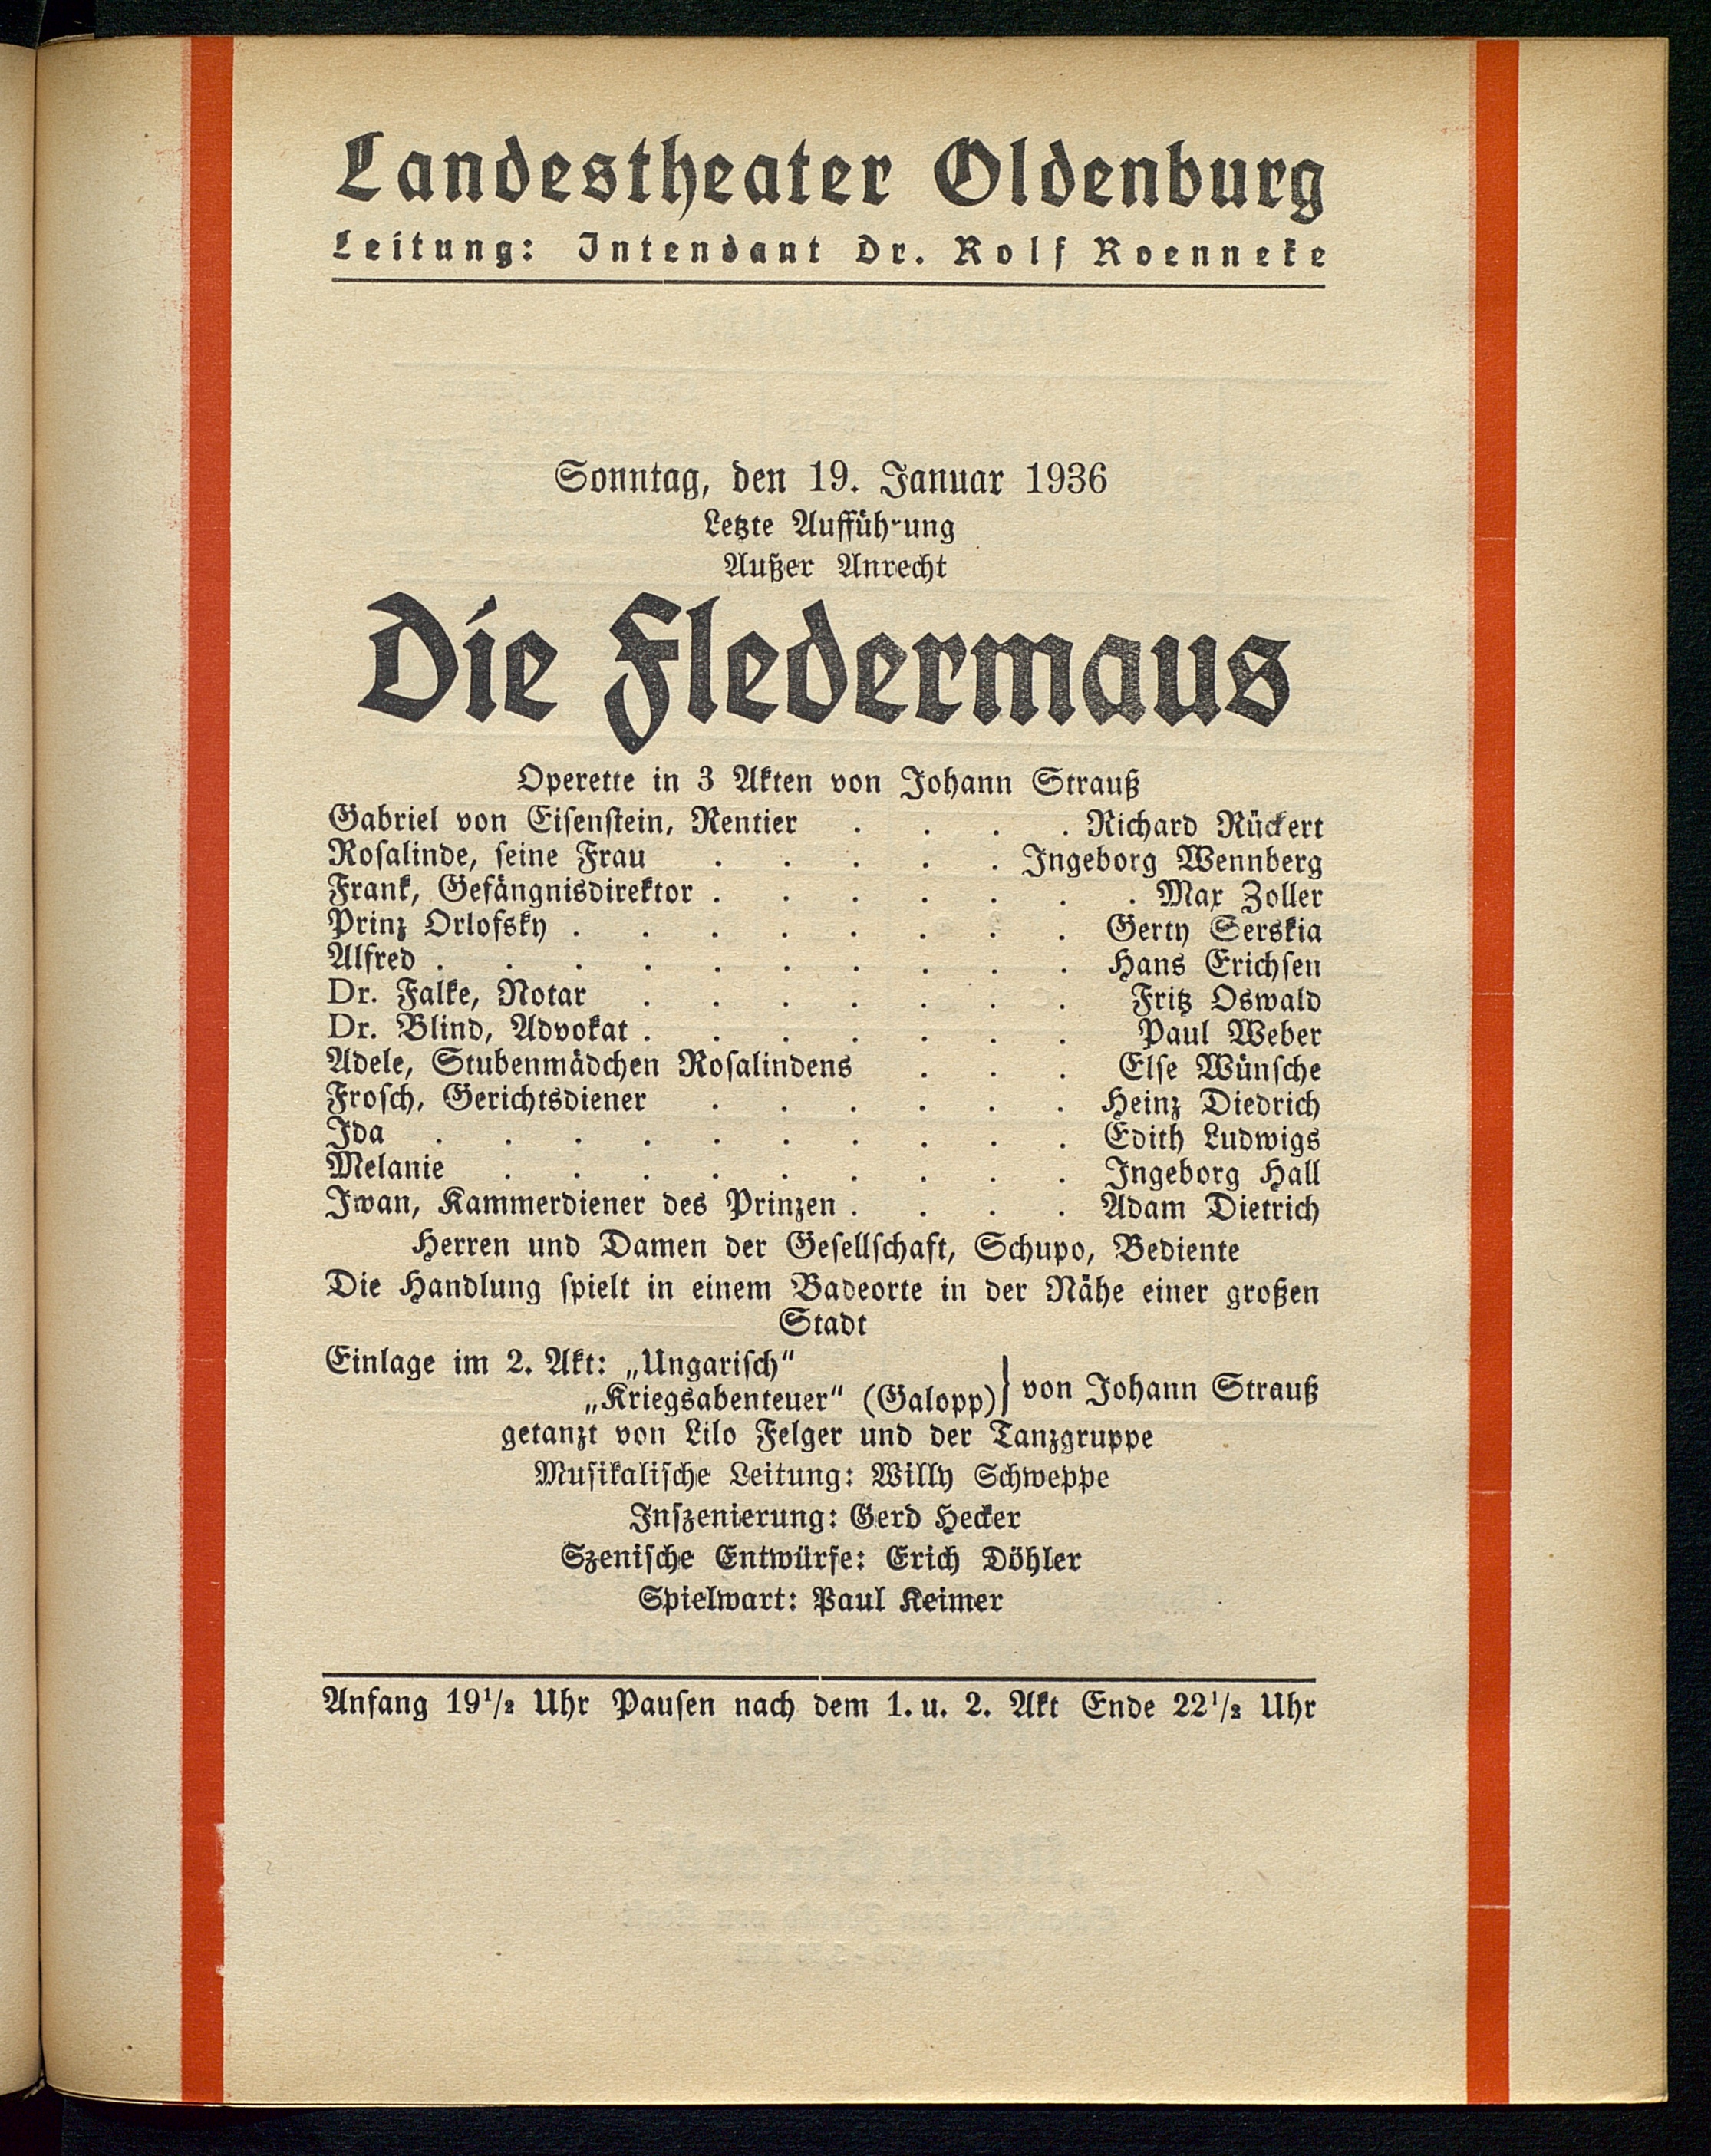 Landestheater Oldenburg
Leitung: Intendant Dr. Rolf Roenneke
Sonntag, den 19. Januar 1936
Letzte Aufführung
Außer Anrecht
Die Fledermaus
Operette in 3 Akten von Johann Strauß
Gabriel von Eisenstein, Rentier . . . . Richard Rückert
Rosalinde, seine Frau . . . . . Ingeborg Wennberg
Frank, Gefängnisdirektor . . . . . . . Max Zoller
Prinz Orlofsky . . . . . . . . Gerty Serskia
Alfred . . . . . . . . . . Hans Erichsen
Dr. Falke, Notar . . . . . . . Fritz Oswald
Dr. Blind, Advokat . . . . . . . Paul Weber
Adele, Stubenmädchen Rosalindens . . . Else Wünsche
Frosch, Gerichtsdiener . . . . . . Heinz Diedrich
Ida . . . . . . . . . . Edith Ludwigs
Melanie . . . . . . . . . Ingeborg Hall
Iwan, Kammerdiener des Prinzen . . . . Adam Dietrich
Herren und Damen der Gesellschaft, Schupo, Bediente
Die Handlung spielt in einem Badeorte in der Nähe einer großen
Stadt
Einlage im 2. Akt: „Ungarisch“
„Kriegsabenteuer“ (Galopp)} von Johann Strauß
getanzt von Lilo Felger und der Tanzgruppe
Musikalische Leitung: Willy Schweppe
Inszenierung: Gerd Hecker
Szenische Entwürfe: Erich Döhler
Spielwart: Paul Keimer
Anfang 19¹/₂ Uhr Pausen nach dem 1. u. 2. Akt Ende 22¹/₂ Uhr